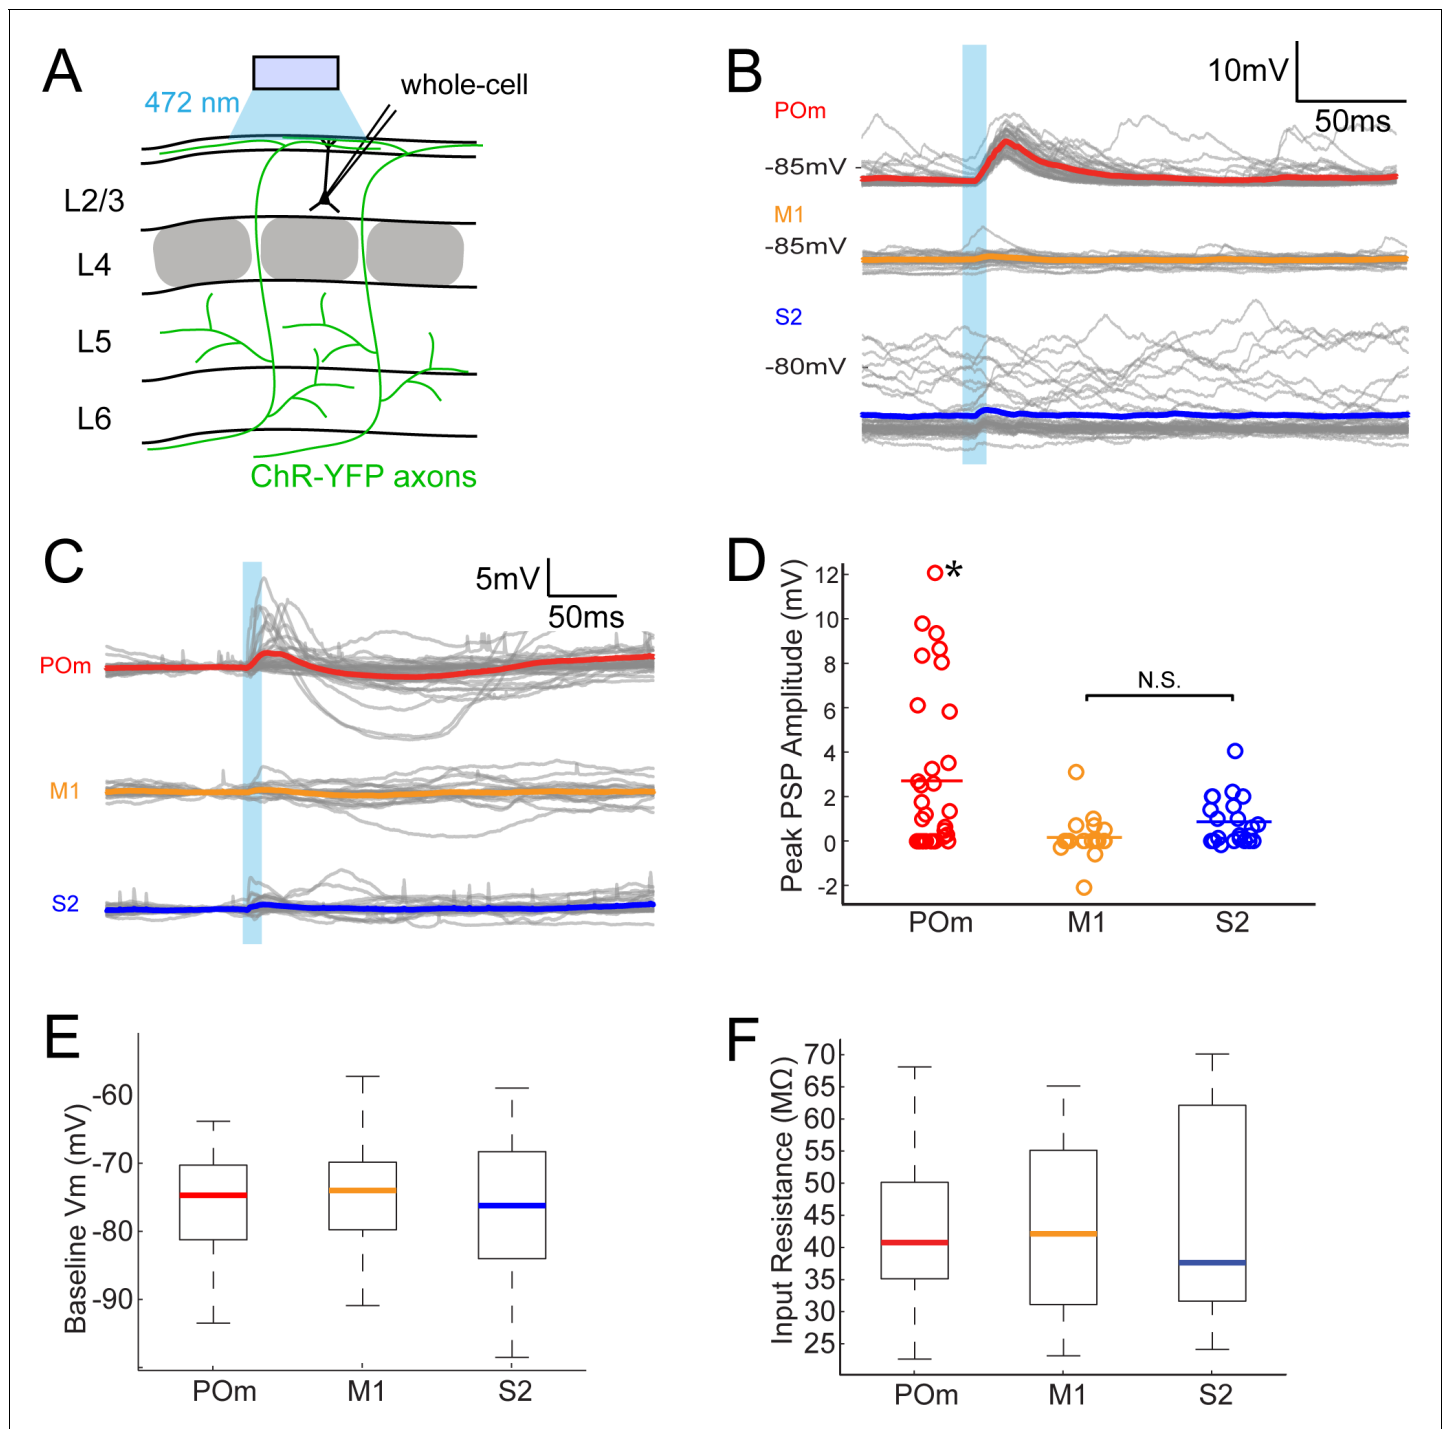 A
472 nm
whole-cell
L2/3
L4
L5
L6
ChR-YFP axons
B
10mV
50ms
POm
-85mV
M1
-85mV
S2
-80mV
C
5mV
50ms
POm
M1
S2
D
Peak PSP Amplitude (mV)
12
10
8
6
4
2
0
-2
*
N.S.
POm M1 S2
E
Baseline Vm (mV)
-60
-70
-80
-90
POm M1 S2
F
Input Resistance (MΩ)
70
65
60
55
50
45
40
35
30
25
POm M1 S2